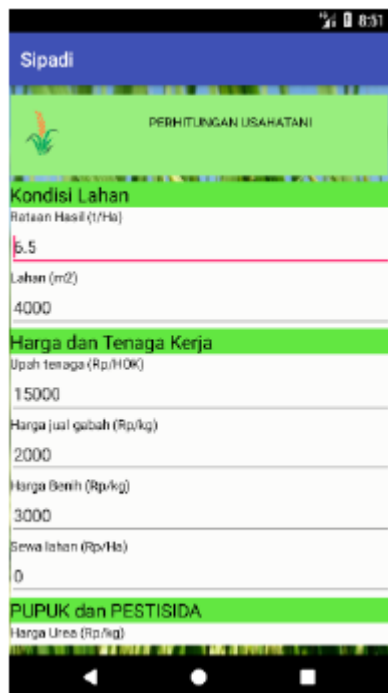 8:51
Sipadi
PERHITUNGAN USAHATANI
Kondisi Lahan
Rataan Hasil (t/Ha)
6.5
Lahan (m2)
4000
Harga dan Tenaga Kerja
Upah tenaga (Rp/HOK)
15000
Harga jual gabah (Rp/kg)
2000
Harga Benih (Rp/kg)
3000
Sewa lahan (Rp/Ha)
0
PUPUK dan PESTISIDA
Harga Urea (Rp/kg)